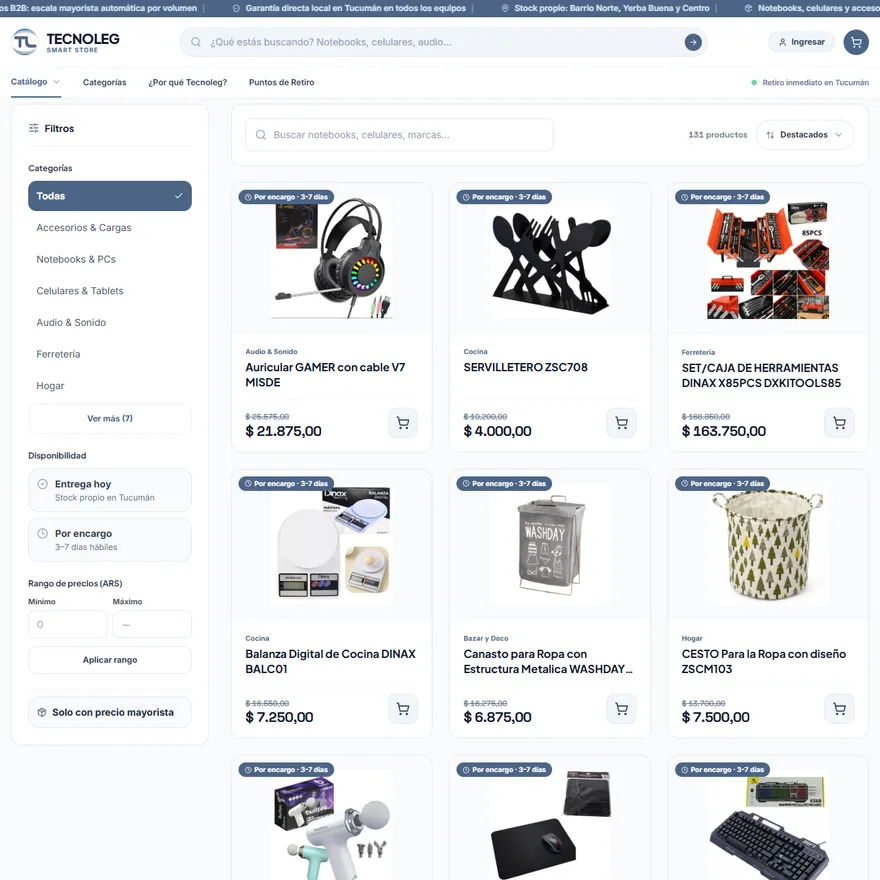 os B2B: escala mayorista automática por volumen
Garantía directa local en Tucumán en todos los equipos
Stock propio: Barrio Norte, Yerba Buena y Centro
Notebooks, celulares y acceso
TL
TECNOLEG
SMART STORE
¿Qué estás buscando? Notebooks, celulares, audio...
Ingresar
Catálogo
Categorías
¿Por qué Tecnoleg?
Puntos de Retiro
Retiro inmediato en Tucumán
Filtros
Categorías
Todas
Accesorios & Cargas
Notebooks & PCs
Celulares & Tablets
Audio & Sonido
Ferretería
Hogar
Ver más (7)
Disponibilidad
Entrega hoy
Stock propio en Tucumán
Por encargo
3–7 días hábiles
Rango de precios (ARS)
Mínimo
Máximo
0
—
Aplicar rango
Solo con precio mayorista
Buscar notebooks, celulares, marcas...
131 productos
Destacados
Por encargo · 3-7 días
Audio & Sonido
Auricular GAMER con cable V7
MISDE
$ 25.575,00
$ 21.875,00
Por encargo · 3-7 días
Cocina
SERVILLETERO ZSC708
$ 10.200,00
$ 4.000,00
Por encargo · 3-7 días
85PCS
Ferretería
SET/CAJA DE HERRAMIENTAS
DINAX X85PCS DXKITOOLS85
$ 168.850,00
$ 163.750,00
Por encargo · 3-7 días
Dinax
BALANZA
Cocina
Balanza Digital de Cocina DINAX
BALC01
$ 16.550,00
$ 7.250,00
Por encargo · 3-7 días
WASHDAY
Bazar y Deco
Canasto para Ropa con
Estructura Metalica WASHDAY...
$ 16.275,00
$ 6.875,00
Por encargo · 3-7 días
Hogar
CESTO Para la Ropa con diseño
ZSCM103
$ 13.700,00
$ 7.500,00
Por encargo · 3-7 días
Por encargo · 3-7 días
Por encargo · 3-7 días